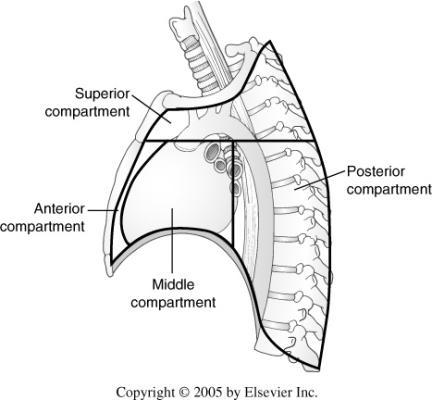 Superior
compartment
Posterior
compartment
Anterior
compartment
Middle
compartment
Copyright © 2005 by Elsevier Inc.